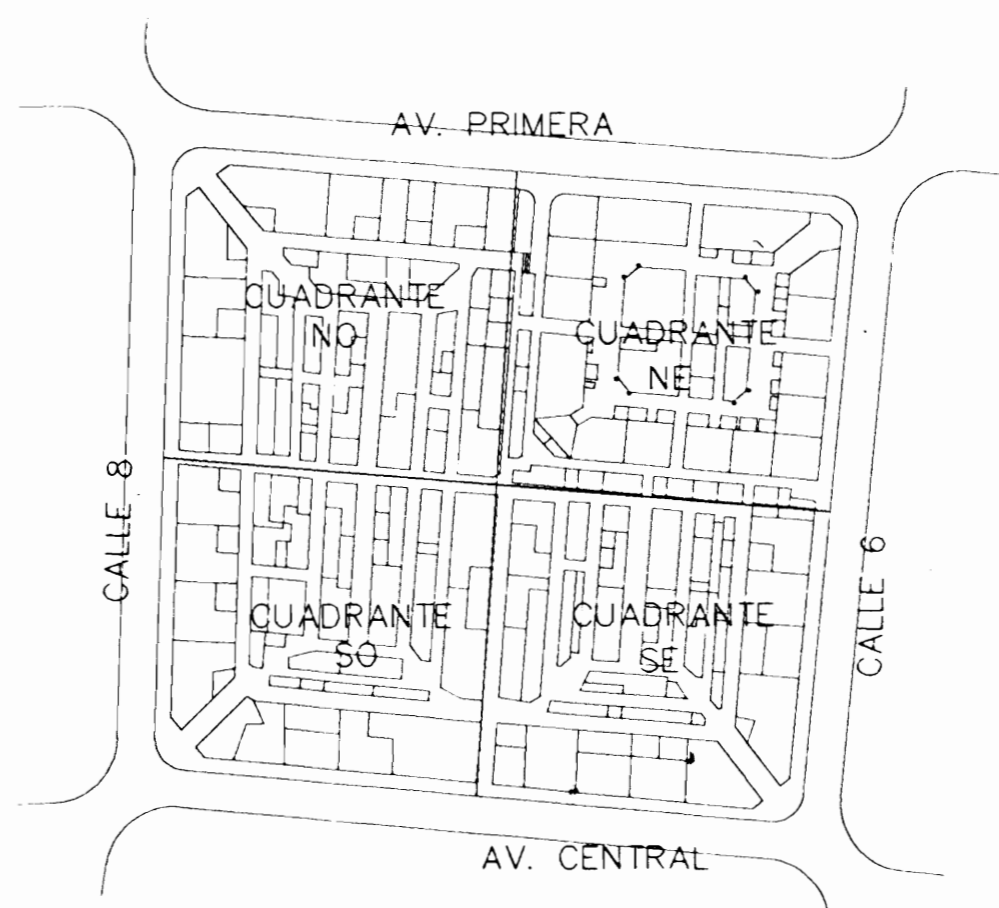 AV. PRIMERA
CUADRANTE
NO
CUADRANTE
NE
CALLE 8
CUADRANTE
SO
CUADRANTE
SE
CALLE 6
AV. CENTRAL